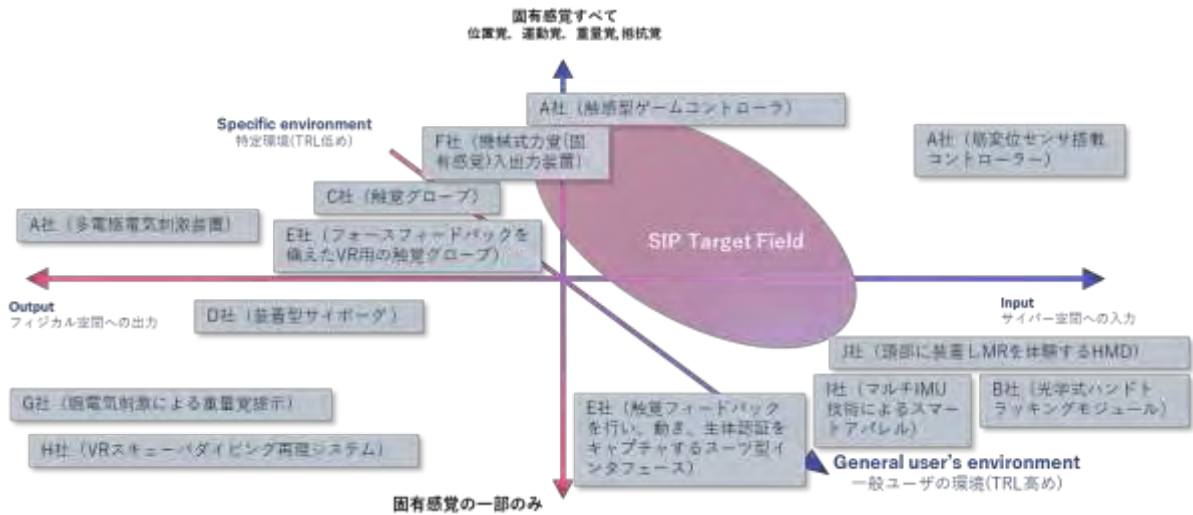 固有感覚すべて
位置覚、運動覚、重量覚,抵抗覚
A社（触感型ゲームコントローラ）
Specific environment
特定環境(TRL低め)
F社（機械式力覚(固
有感覚)入出力装置）
A社（筋変位センサ搭載
コントローラー）
C社（触覚グローブ）
A社（多電極電気刺激装置）
E社（フォースフィードバックを
備えたVR用の触覚グローブ）
SIP Target Field
Output
フィジカル空間への出力
Input
サイバー空間への入力
D社（装着型サイボーグ）
J社（頭部に装着しMRを体験するHMD）
G社（腱電気刺激による重量覚提示）
E社（触覚フィードバック
を行い、動き、生体認証を
キャプチャするスーツ型イ
ンタフェース）
I社（マルチIMU
技術によるスマー
トアパレル）
B社（光学式ハンドト
ラッキングモジュール）
H社（VRスキューバダイビング再現システム）
General user's environment
一般ユーザの環境(TRL高め)
固有感覚の一部のみ